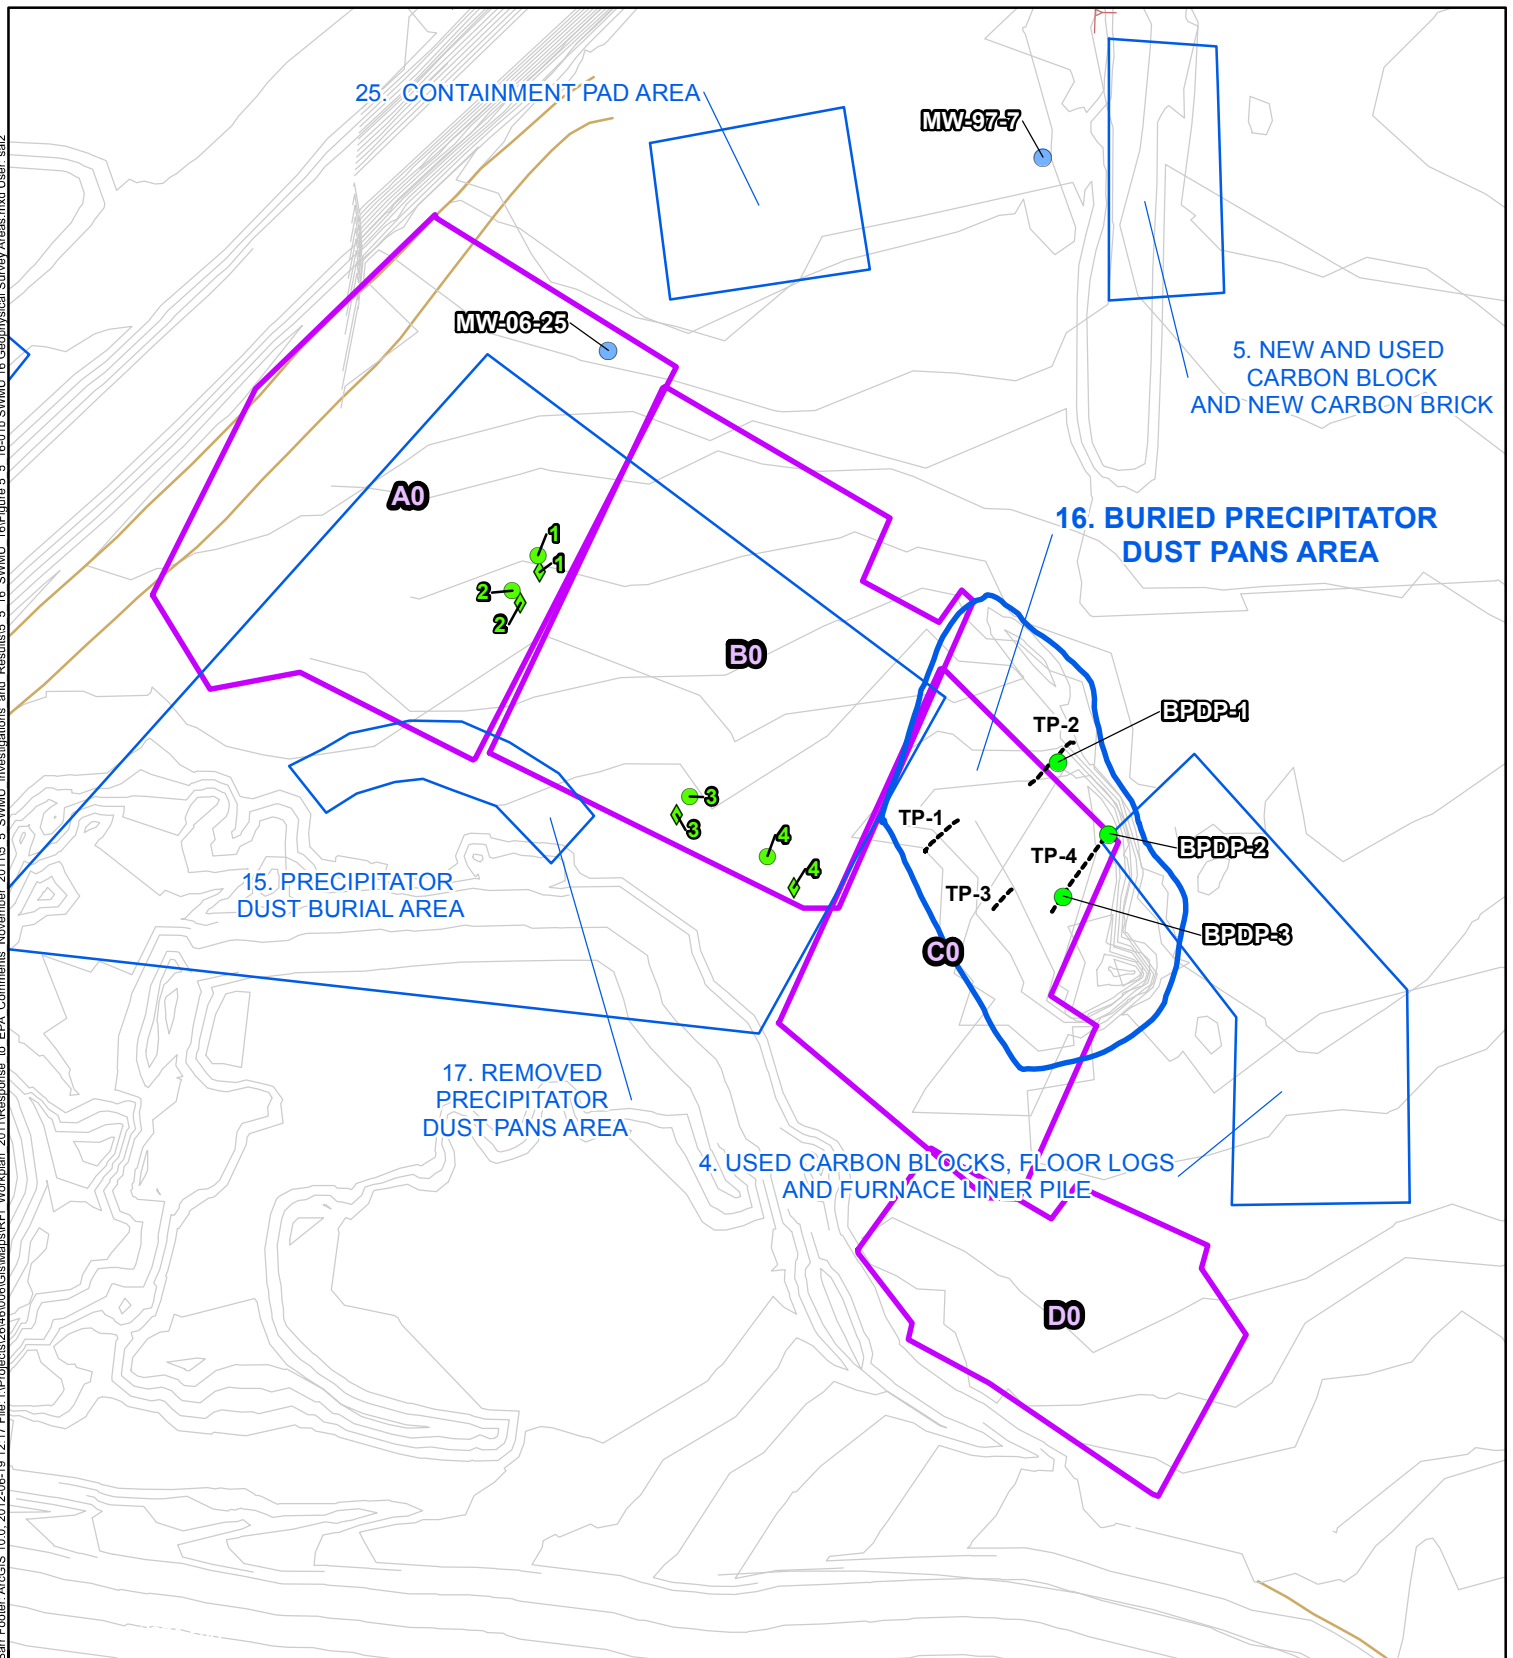 25. CONTAINMENT PAD AREA
MW-97-7
MW-06-25
5. NEW AND USED
CARBON BLOCK
AND NEW CARBON BRICK
A0
16. BURIED PRECIPITATOR
DUST PANS AREA
1
1
2
2
B0
BPDP-1
TP-2
3
3
TP-1
4
4
TP-4
BPDP-2
TP-3
BPDP-3
15. PRECIPITATOR
DUST BURIAL AREA
C0
17. REMOVED
PRECIPITATOR
DUST PANS AREA
4. USED CARBON BLOCKS, FLOOR LOGS
AND FURNACE LINER PILE
D0